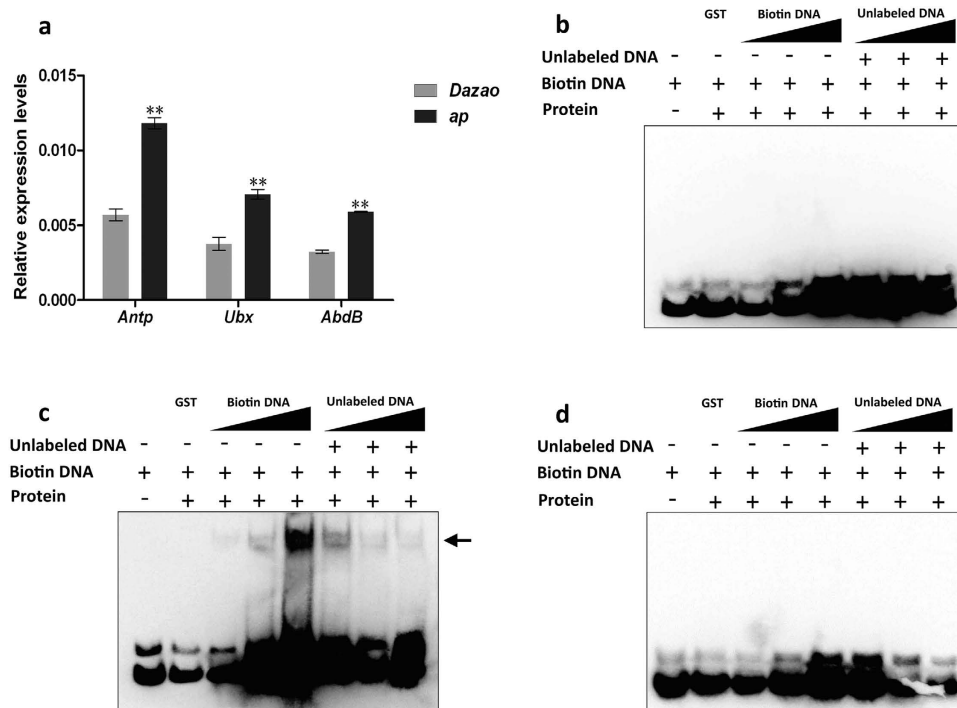 a
Relative expression levels
0.015
0.010
0.005
0.000
**
**
**
Antp
Ubx
AbdB
Dazao
ap
b
GST Biotin DNA Unlabeled DNA
Unlabeled DNA - - - - - + + +
Biotin DNA + + + + + + + +
Protein - + + + + + + +
c
GST Biotin DNA Unlabeled DNA
Unlabeled DNA - - - - - + + +
Biotin DNA + + + + + + + +
Protein - + + + + + + +
d
GST Biotin DNA Unlabeled DNA
Unlabeled DNA - - - - - + + +
Biotin DNA + + + + + + + +
Protein - + + + + + + +